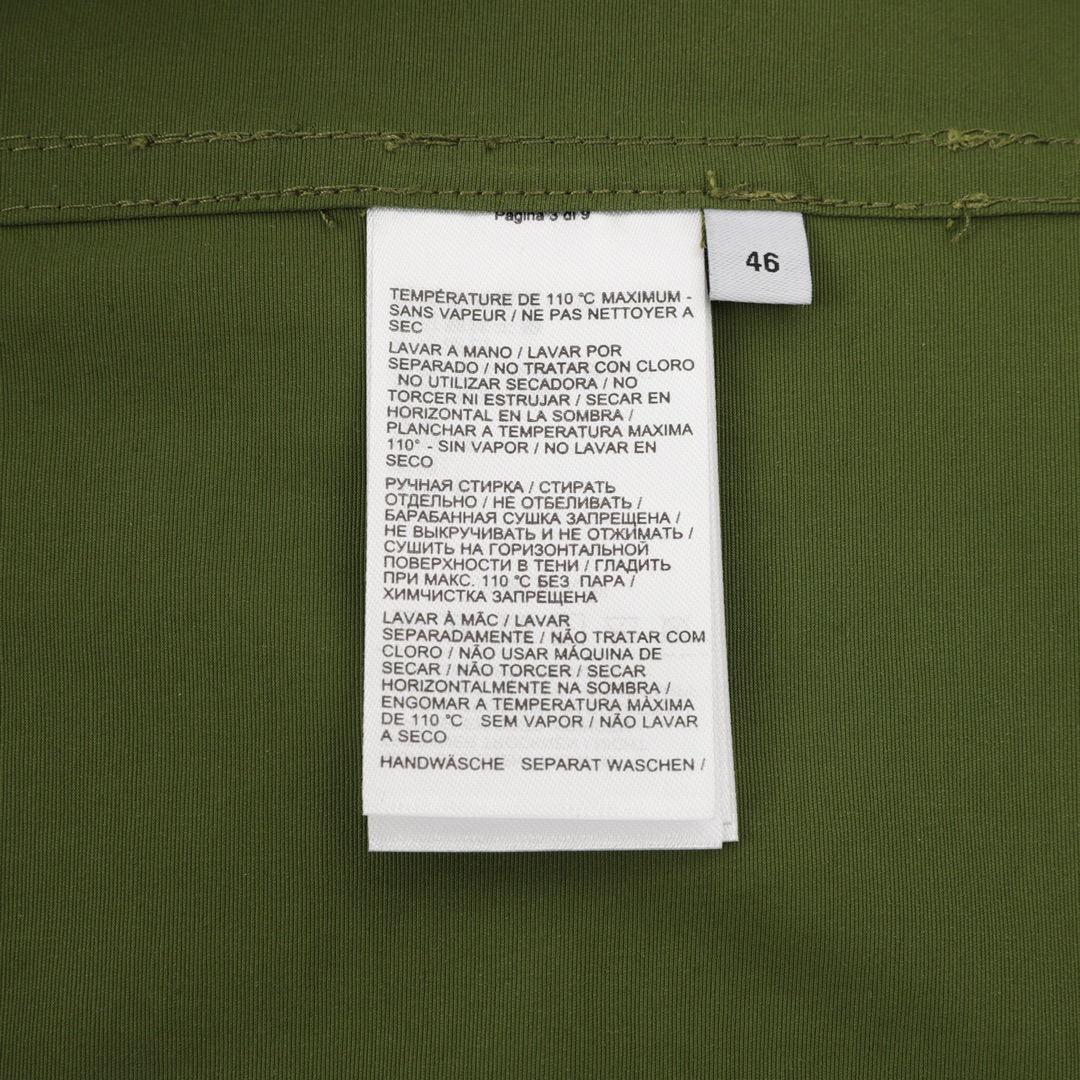 Pagina 3 di 9
46
TEMPÉRATURE DE 110 °C MAXIMUM -
SANS VAPEUR / NE PAS NETTOYER A
SEC
LAVAR A MANO / LAVAR POR
SEPARADO / NO TRATAR CON CLORO
NO UTILIZAR SECADORA / NO
TORCER NI ESTRUJAR / SECAR EN
HORIZONTAL EN LA SOMBRA /
PLANCHAR A TEMPERATURA MAXIMA
110° - SIN VAPOR / NO LAVAR EN
SECO
РУЧНАЯ СТИРКА / СТИРАТЬ
ОТДЕЛЬНО / НЕ ОТБЕЛИВАТЬ /
БАРАБАННАЯ СУШКА ЗАПРЕЩЕНА /
НЕ ВЫКРУЧИВАТЬ И НЕ ОТЖИМАТЬ /
СУШИТЬ НА ГОРИЗОНТАЛЬНОЙ
ПОВЕРХНОСТИ В ТЕНИ / ГЛАДИТЬ
ПРИ МАКС. 110 °C БЕЗ ПАРА /
ХИМЧИСТКА ЗАПРЕЩЕНА
LAVAR À MÃC / LAVAR
SEPARADAMENTE / NÃO TRATAR COM
CLORO / NÃO USAR MÁQUINA DE
SECAR / NÃO TORCER / SECAR
HORIZONTALMENTE NA SOMBRA /
ENGOMAR A TEMPERATURA MÀXIMA
DE 110 °C SEM VAPOR / NÃO LAVAR
A SECO
HANDWÄSCHE SEPARAT WASCHEN /